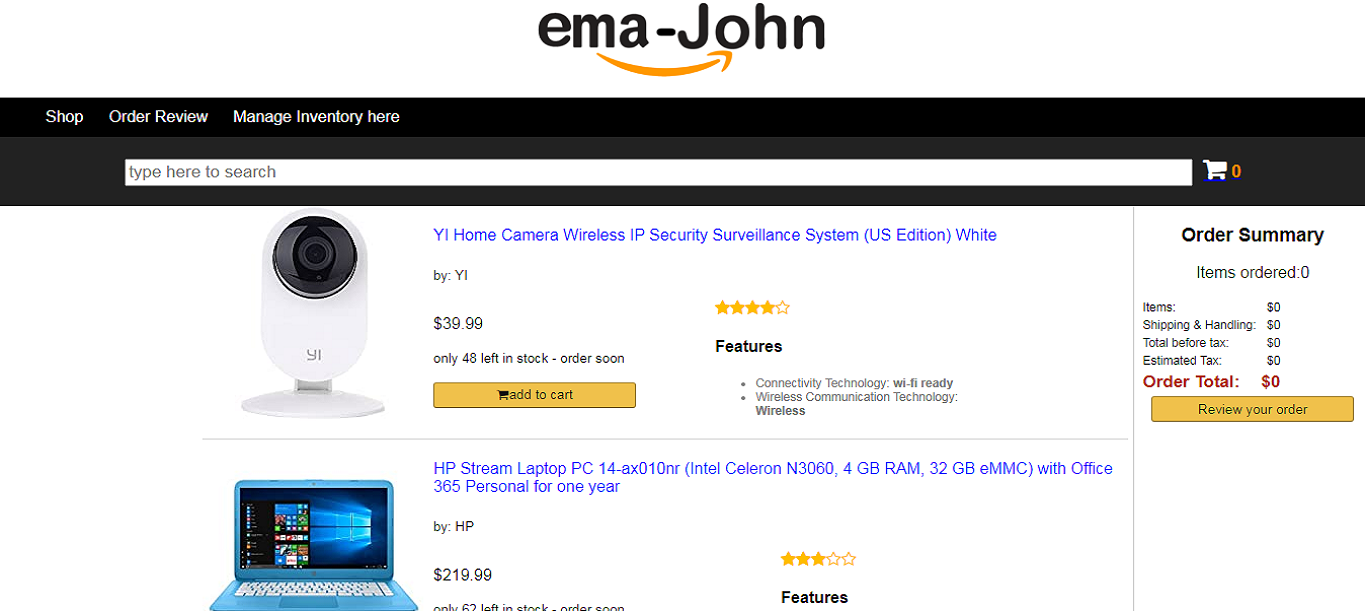 ema-John
Shop Order Review Manage Inventory here
type here to search
0
YI Home Camera Wireless IP Security Surveillance System (US Edition) White
by: YI
$39.99
only 48 left in stock - order soon
add to cart
Features
Connectivity Technology: wi-fi ready
Wireless Communication Technology:
Wireless
YI
HP Stream Laptop PC 14-ax010nr (Intel Celeron N3060, 4 GB RAM, 32 GB eMMC) with Office
365 Personal for one year
by: HP
$219.99
only 62 left in stock - order soon
Features
Order Summary
Items ordered:0
Items: $0
Shipping & Handling: $0
Total before tax: $0
Estimated Tax: $0
Order Total: $0
Review your order